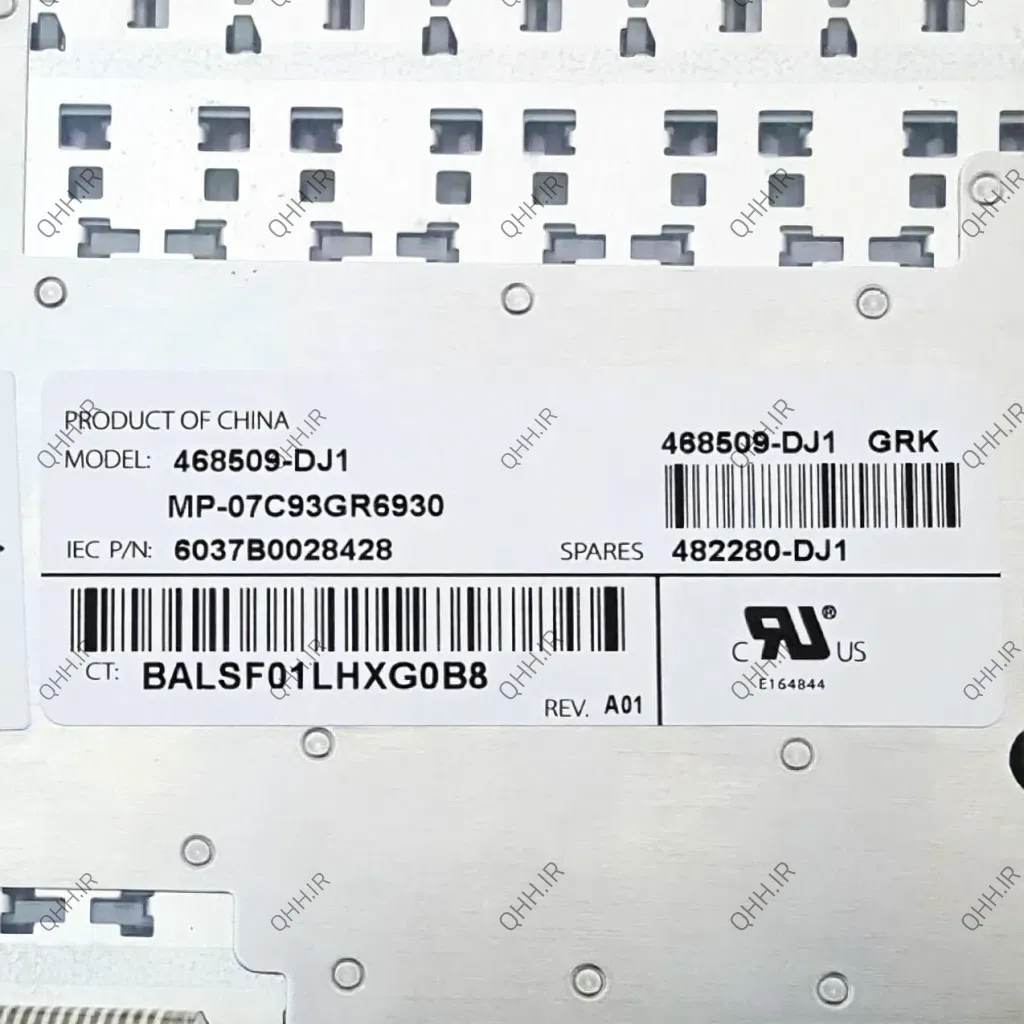 PRODUCT OF CHINA
MODEL: 468509-DJ1
MP-07C93GR6930
IEC P/N: 6037B0028428
468509-DJ1 GRK
SPARES 482280-DJ1
CT: BALSF01LHXG0B8
REV. A01
C RU® US
E164844
QHH.IR